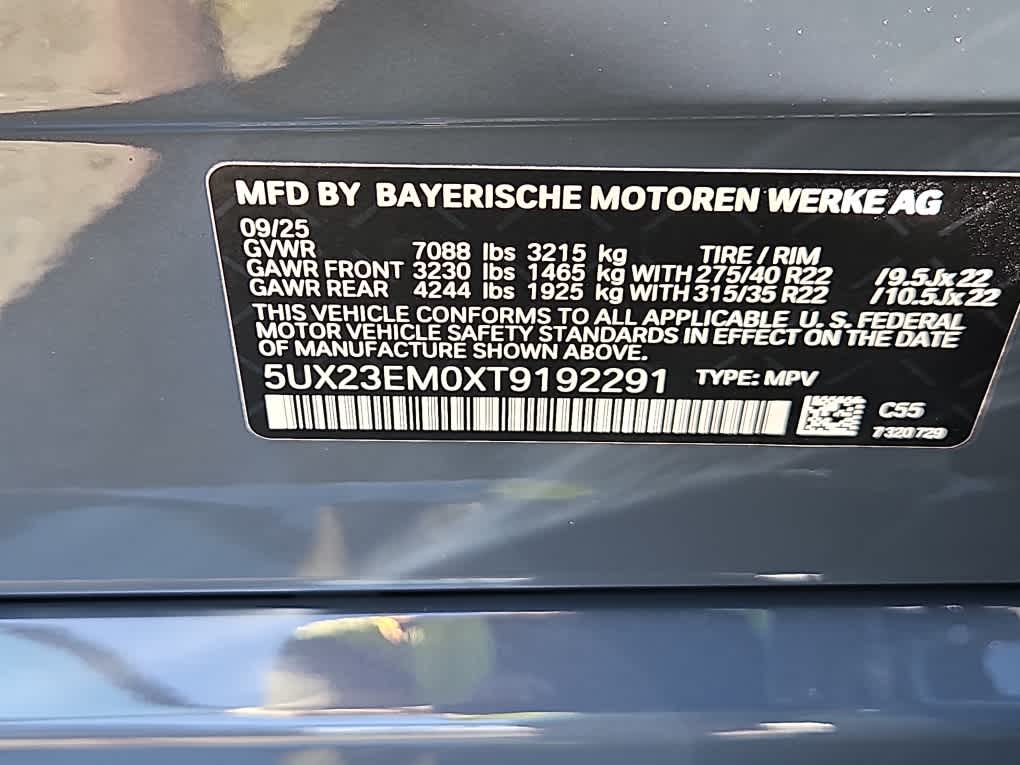 MFD BY BAYERISCHE MOTOREN WERKE AG
09/25
GVWR 7088 lbs 3215 kg TIRE / RIM
GAWR FRONT 3230 lbs 1465 kg WITH 275/40 R22 /9.5Jx22
GAWR REAR 4244 lbs 1925 kg WITH 315/35 R22 /10.5Jx22
THIS VEHICLE CONFORMS TO ALL APPLICABLE U.S. FEDERAL
MOTOR VEHICLE SAFETY STANDARDS IN EFFECT ON THE DATE
OF MANUFACTURE SHOWN ABOVE.
5UX23EM0XT9192291 TYPE: MPV
C55
7320729